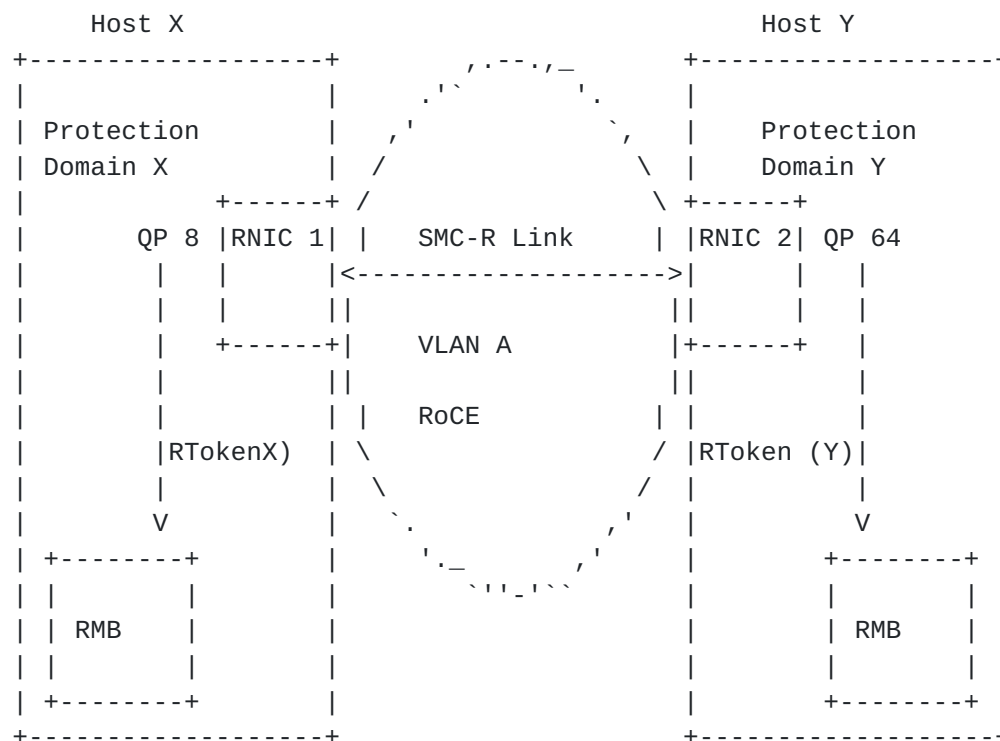 Host X Host Y
Protection Protection
Domain X Domain Y
QP 8 RNIC 1 SMC-R Link RNIC 2 QP 64
VLAN A
RoCE
RTokenX) RToken (Y)
V V
RMB RMB